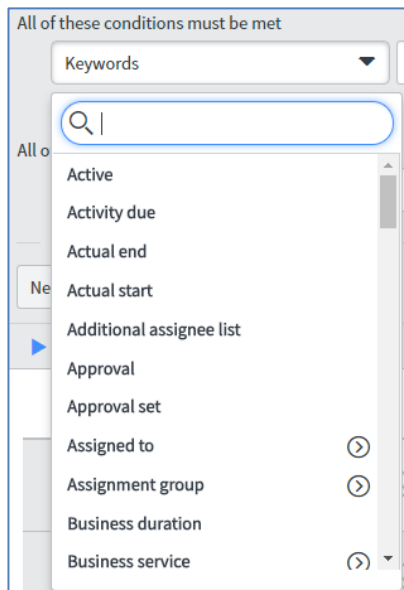 All of these conditions must be met
Keywords
All o
Active
Activity due
Actual end
Actual start
Ne
Additional assignee list
Approval
Approval set
Assigned to
Assignment group
Business duration
Business service